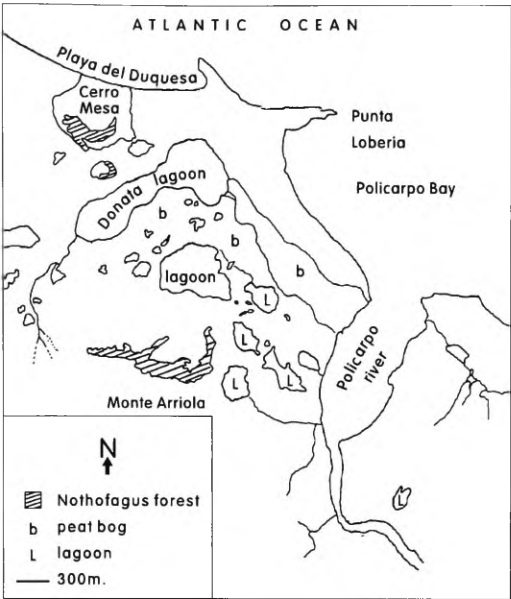 ATLANTIC OCEAN
Playa del Duquesa
Cerro
Mesa
Punta
Loberia
Policarpo Bay
Donata lagoon
b
b
b
lagoon
L
L
L
L
Policarpo
river
Monte Arriola
N
Nothofagus forest
b peat bog
L lagoon
300m.
L